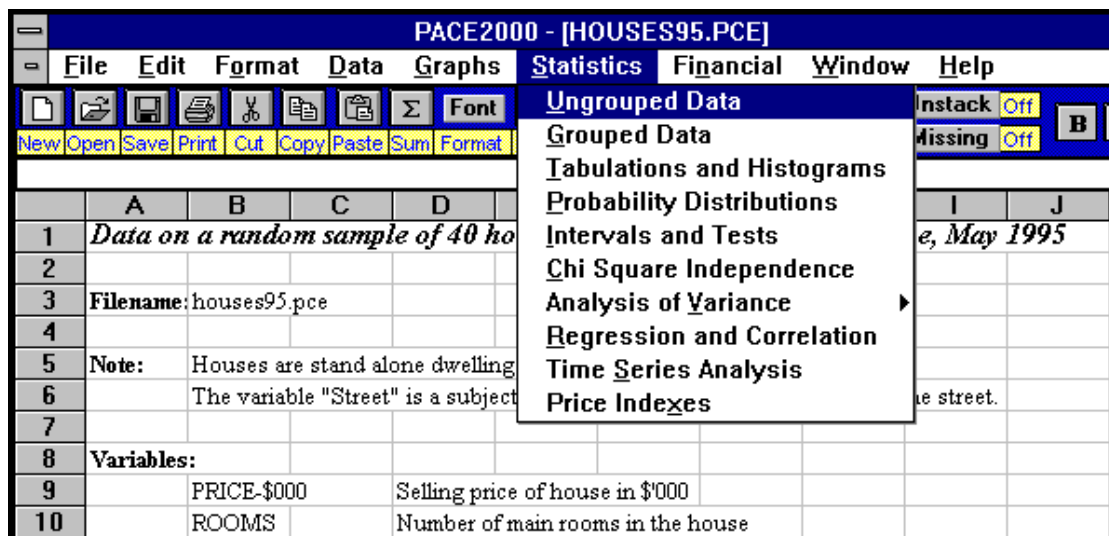 PACE2000 - [HOUSES95.PCE]
File Edit Format Data Graphs Statistics Financial Window Help
Σ Font Unstack Off B
New Open Save Print Cut Copy Paste Sum Format Missing Off
Ungrouped Data
Grouped Data
Tabulations and Histograms
Probability Distributions
Intervals and Tests
Chi Square Independence
Analysis of Variance
Regression and Correlation
Time Series Analysis
Price Indexes
A B C D I J
1 Data on a random sample of 40 ho e, May 1995
2
3 Filename: houses95.pce
4
5 Note: Houses are stand alone dwelling
6 The variable "Street" is a subject he street.
7
8 Variables:
9 PRICE-$000 Selling price of house in $'000
10 ROOMS Number of main rooms in the house